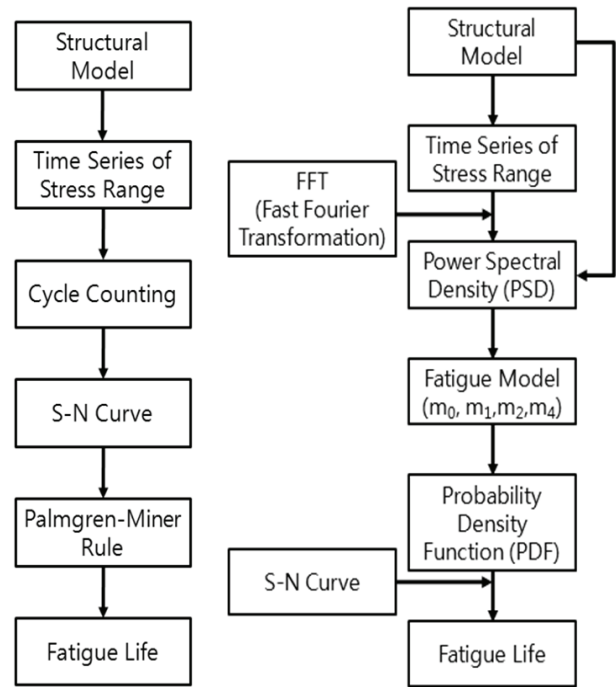 Structural
Model
Time Series of
Stress Range
Cycle Counting
S-N Curve
Palmgren-Miner
Rule
Fatigue Life
Structural
Model
Time Series of
Stress Range
FFT
(Fast Fourier
Transformation)
Power Spectral
Density (PSD)
Fatigue Model
(m₀, m₁,m₂,m₄)
Probability
Density
Function (PDF)
S-N Curve
Fatigue Life